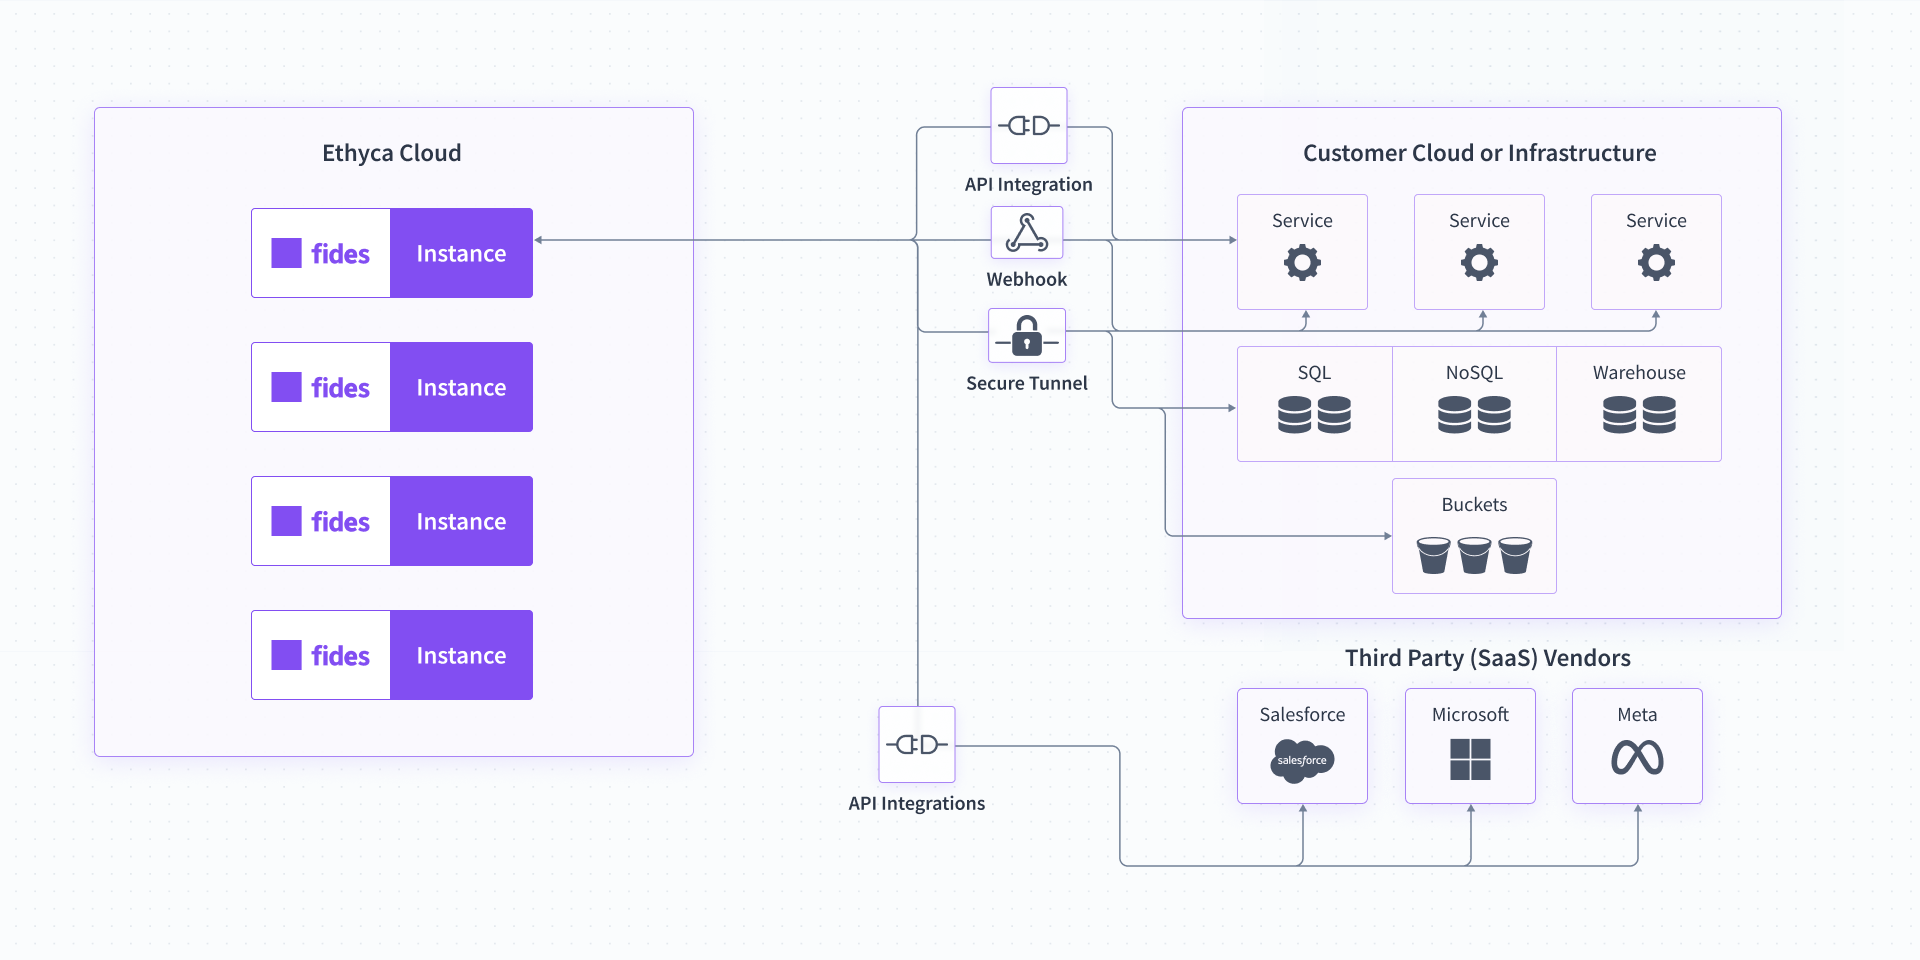 Ethyca Cloud
fides Instance
fides Instance
fides Instance
fides Instance
API Integration
Webhook
Secure Tunnel
API Integrations
Customer Cloud or Infrastructure
Service Service Service
SQL NoSQL Warehouse
Buckets
Third Party (SaaS) Vendors
Salesforce Microsoft Meta
salesforce